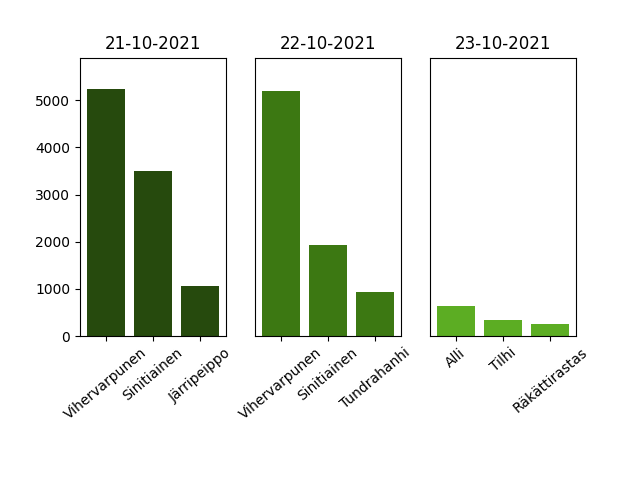 21-10-2021
22-10-2021
23-10-2021
5000
4000
3000
2000
1000
0
Vihervarpunen
Sinitiainen
Järripeippo
Vihervarpunen
Sinitiainen
Tundrahanhi
Alli
Tilhi
Räkättirastas